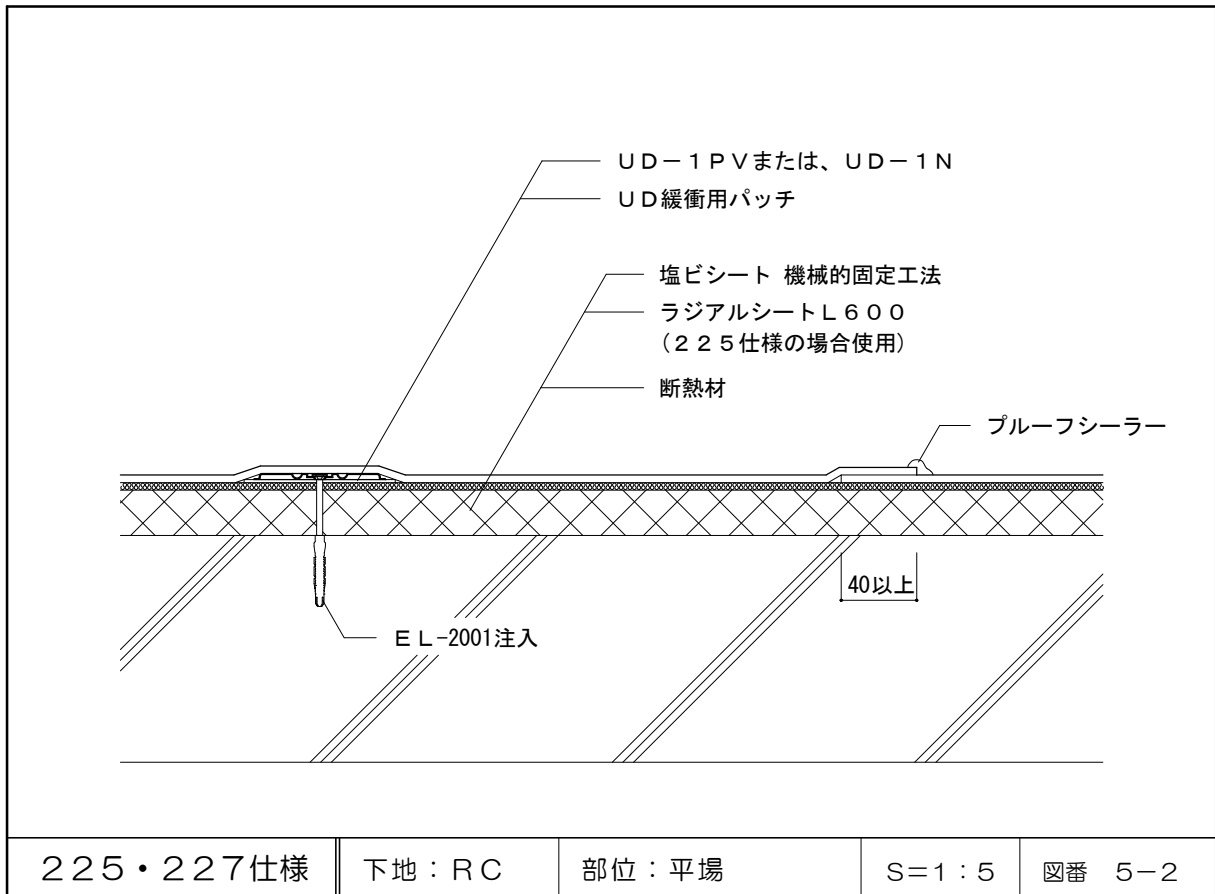 UD－1PVまたは、UD－1N
UD緩衝用パッチ
塩ビシート 機械的固定工法
ラジアルシートL600
（225仕様の場合使用）
断熱材
プルーフシーラー
40以上
EL-2001注入
225・227仕様
下地：RC
部位：平場
S＝1：5
図番 5－2